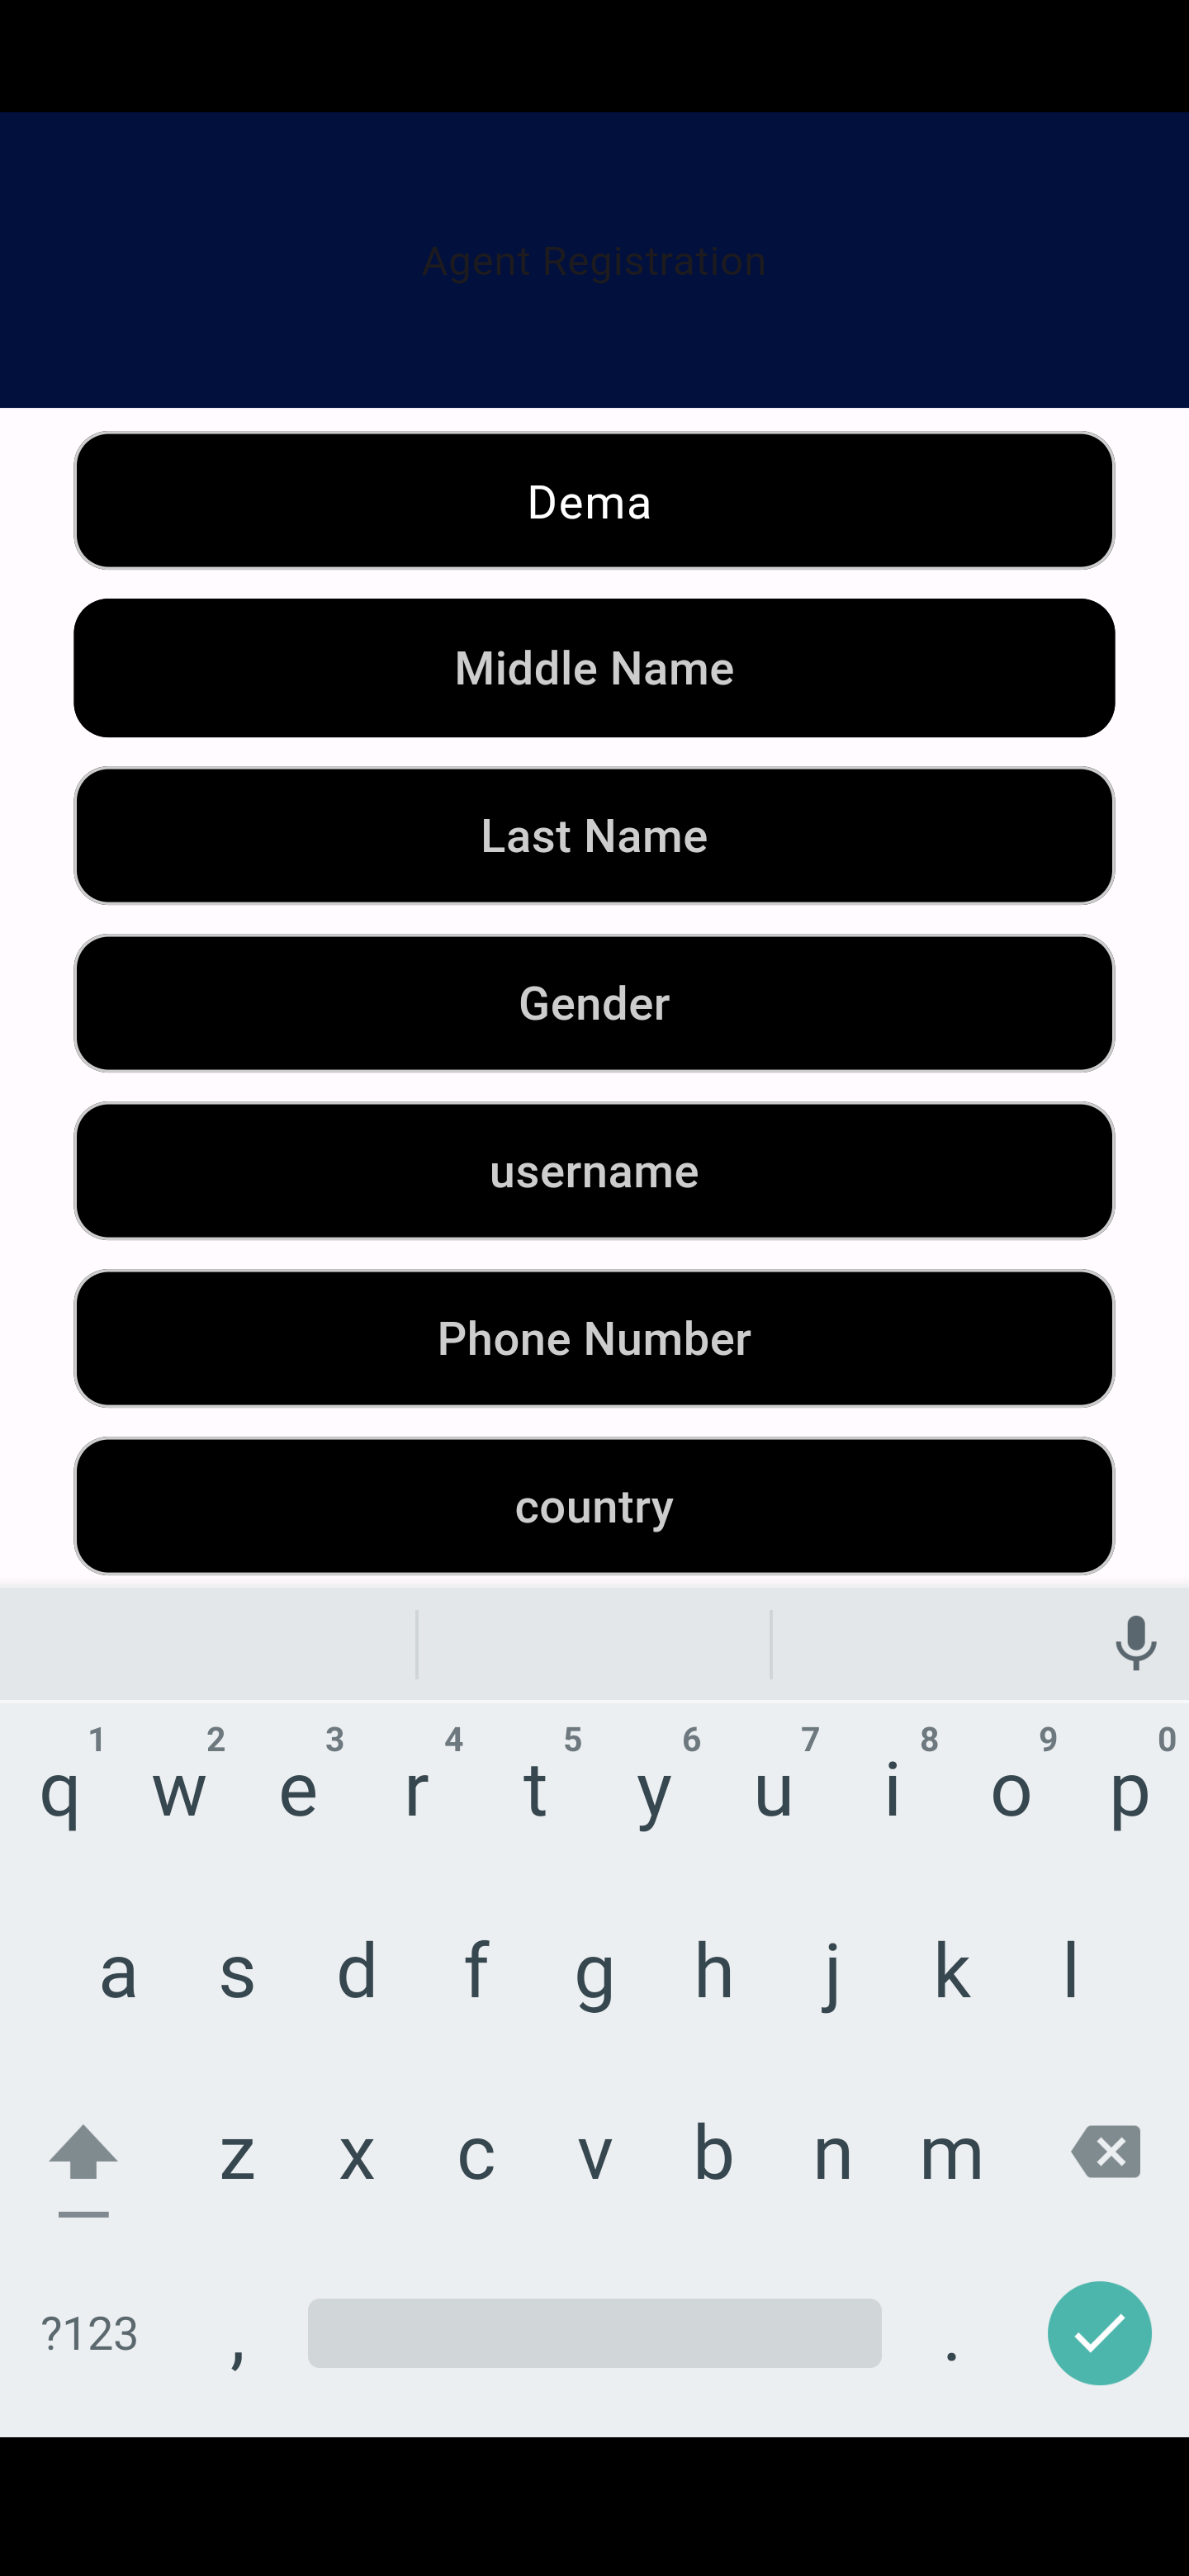 Agent Registration
Dema
Middle Name
Last Name
Gender
username
Phone Number
country
1 2 3 4 5 6 7 8 9 0
q w e r t y u i o p
a s d f g h j k l
z x c v b n m
?123 , .